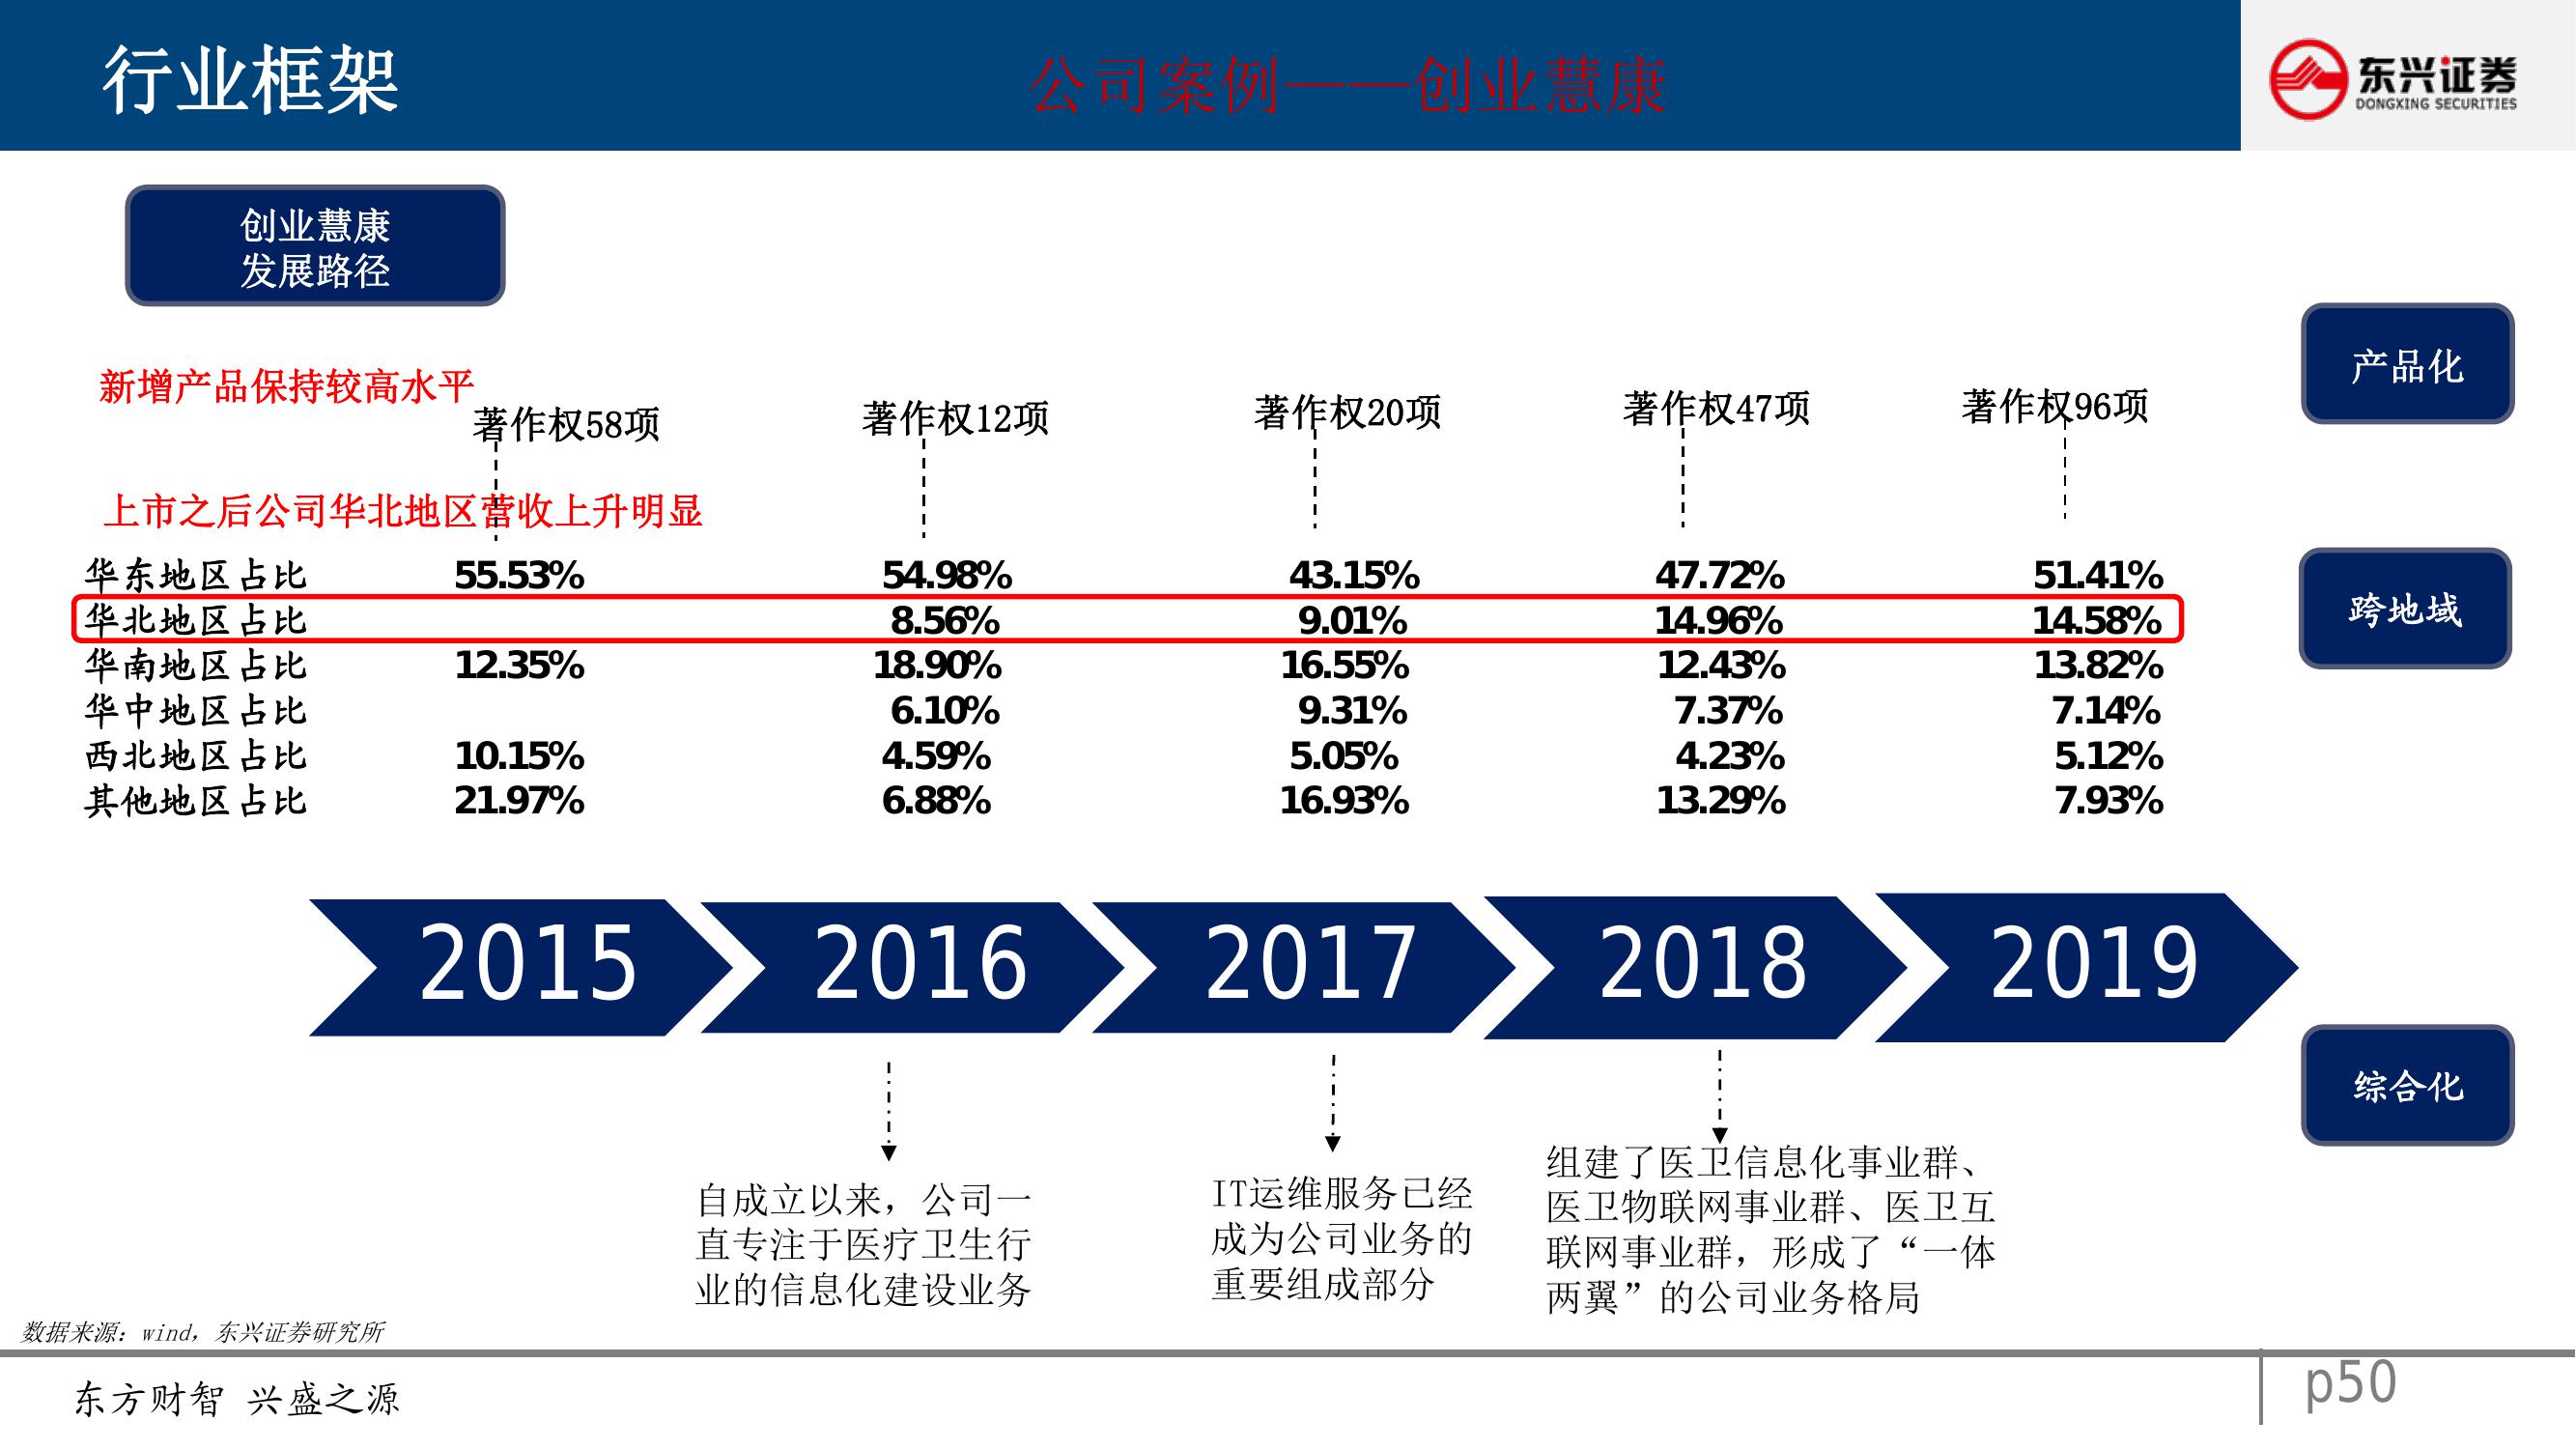 行业框架
公司案例——创业慧康
东兴证券
DONGXING SECURITIES
创业慧康
发展路径
产品化
新增产品保持较高水平
著作权58项 著作权12项 著作权20项 著作权47项 著作权96项
上市之后公司华北地区营收上升明显
华东地区占比 55.53% 54.98% 43.15% 47.72% 51.41%
华北地区占比 8.56% 9.01% 14.96% 14.58%
跨地域
华南地区占比 12.35% 18.90% 16.55% 12.43% 13.82%
华中地区占比 6.10% 9.31% 7.37% 7.14%
西北地区占比 10.15% 4.59% 5.05% 4.23% 5.12%
其他地区占比 21.97% 6.88% 16.93% 13.29% 7.93%
2015 2016 2017 2018 2019
综合化
自成立以来，公司一
直专注于医疗卫生行
业的信息化建设业务
IT运维服务已经
成为公司业务的
重要组成部分
组建了医卫信息化事业群、
医卫物联网事业群、医卫互
联网事业群，形成了“一体
两翼”的公司业务格局
数据来源：wind，东兴证券研究所
东方财智 兴盛之源
p50